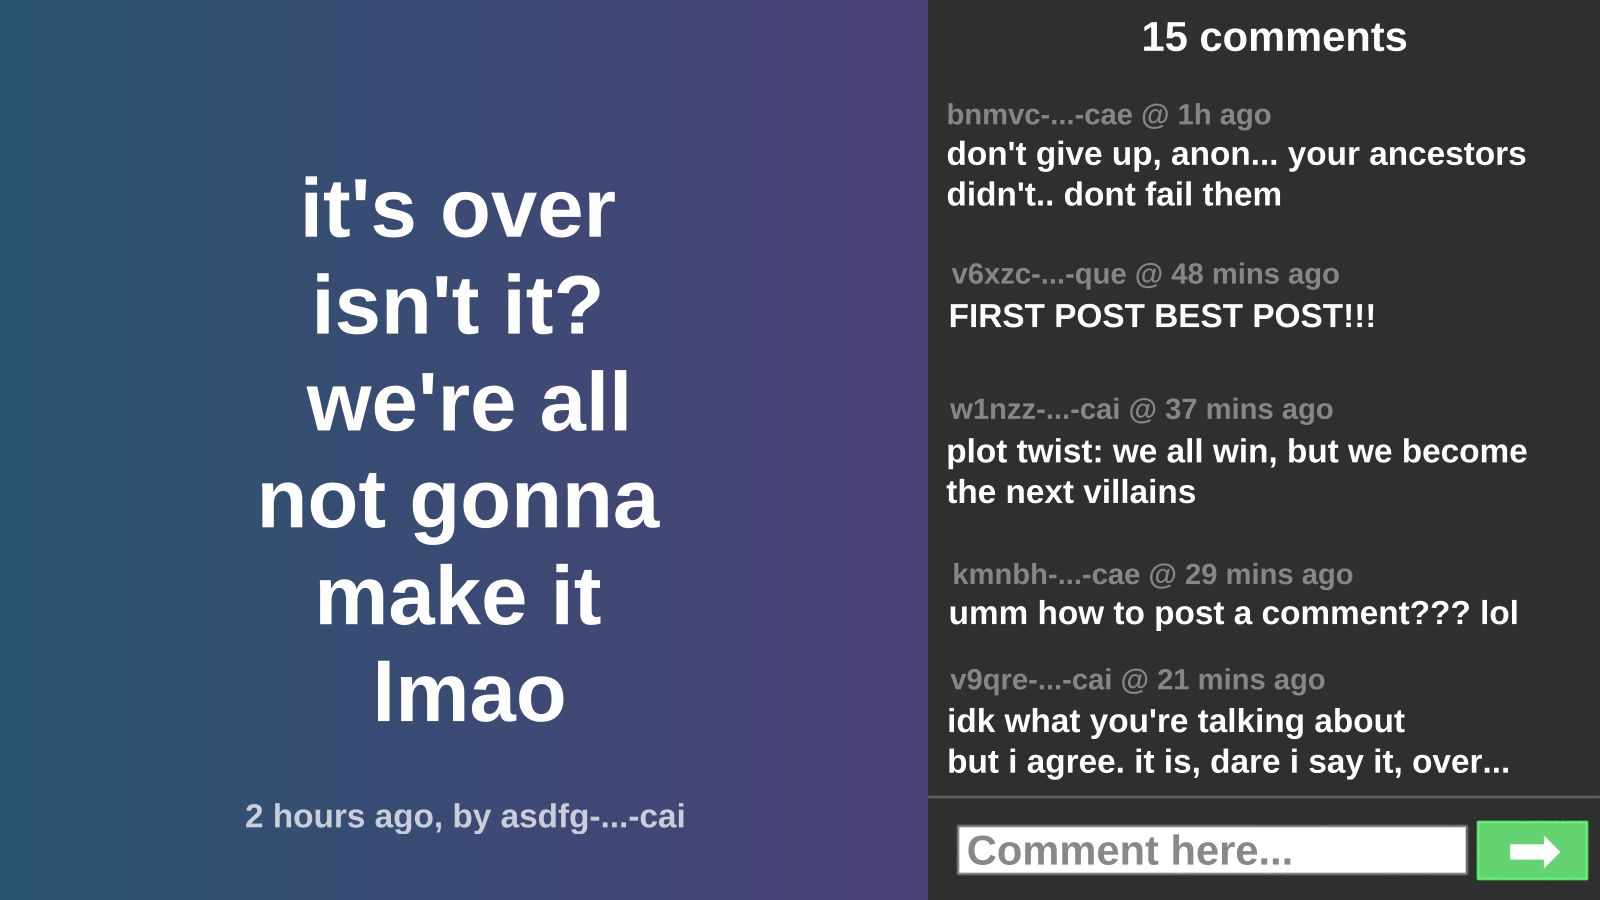 it's over
isn't it?
we're all
not gonna
make it
lmao
2 hours ago, by asdfg-...-cai
15 comments
bnmvc-...-cae @ 1h ago
don't give up, anon... your ancestors
didn't.. dont fail them
v6xzc-...-que @ 48 mins ago
FIRST POST BEST POST!!!
w1nzz-...-cai @ 37 mins ago
plot twist: we all win, but we become
the next villains
kmnbh-...-cae @ 29 mins ago
umm how to post a comment??? lol
v9qre-...-cai @ 21 mins ago
idk what you're talking about
but i agree. it is, dare i say it, over...
Comment here...